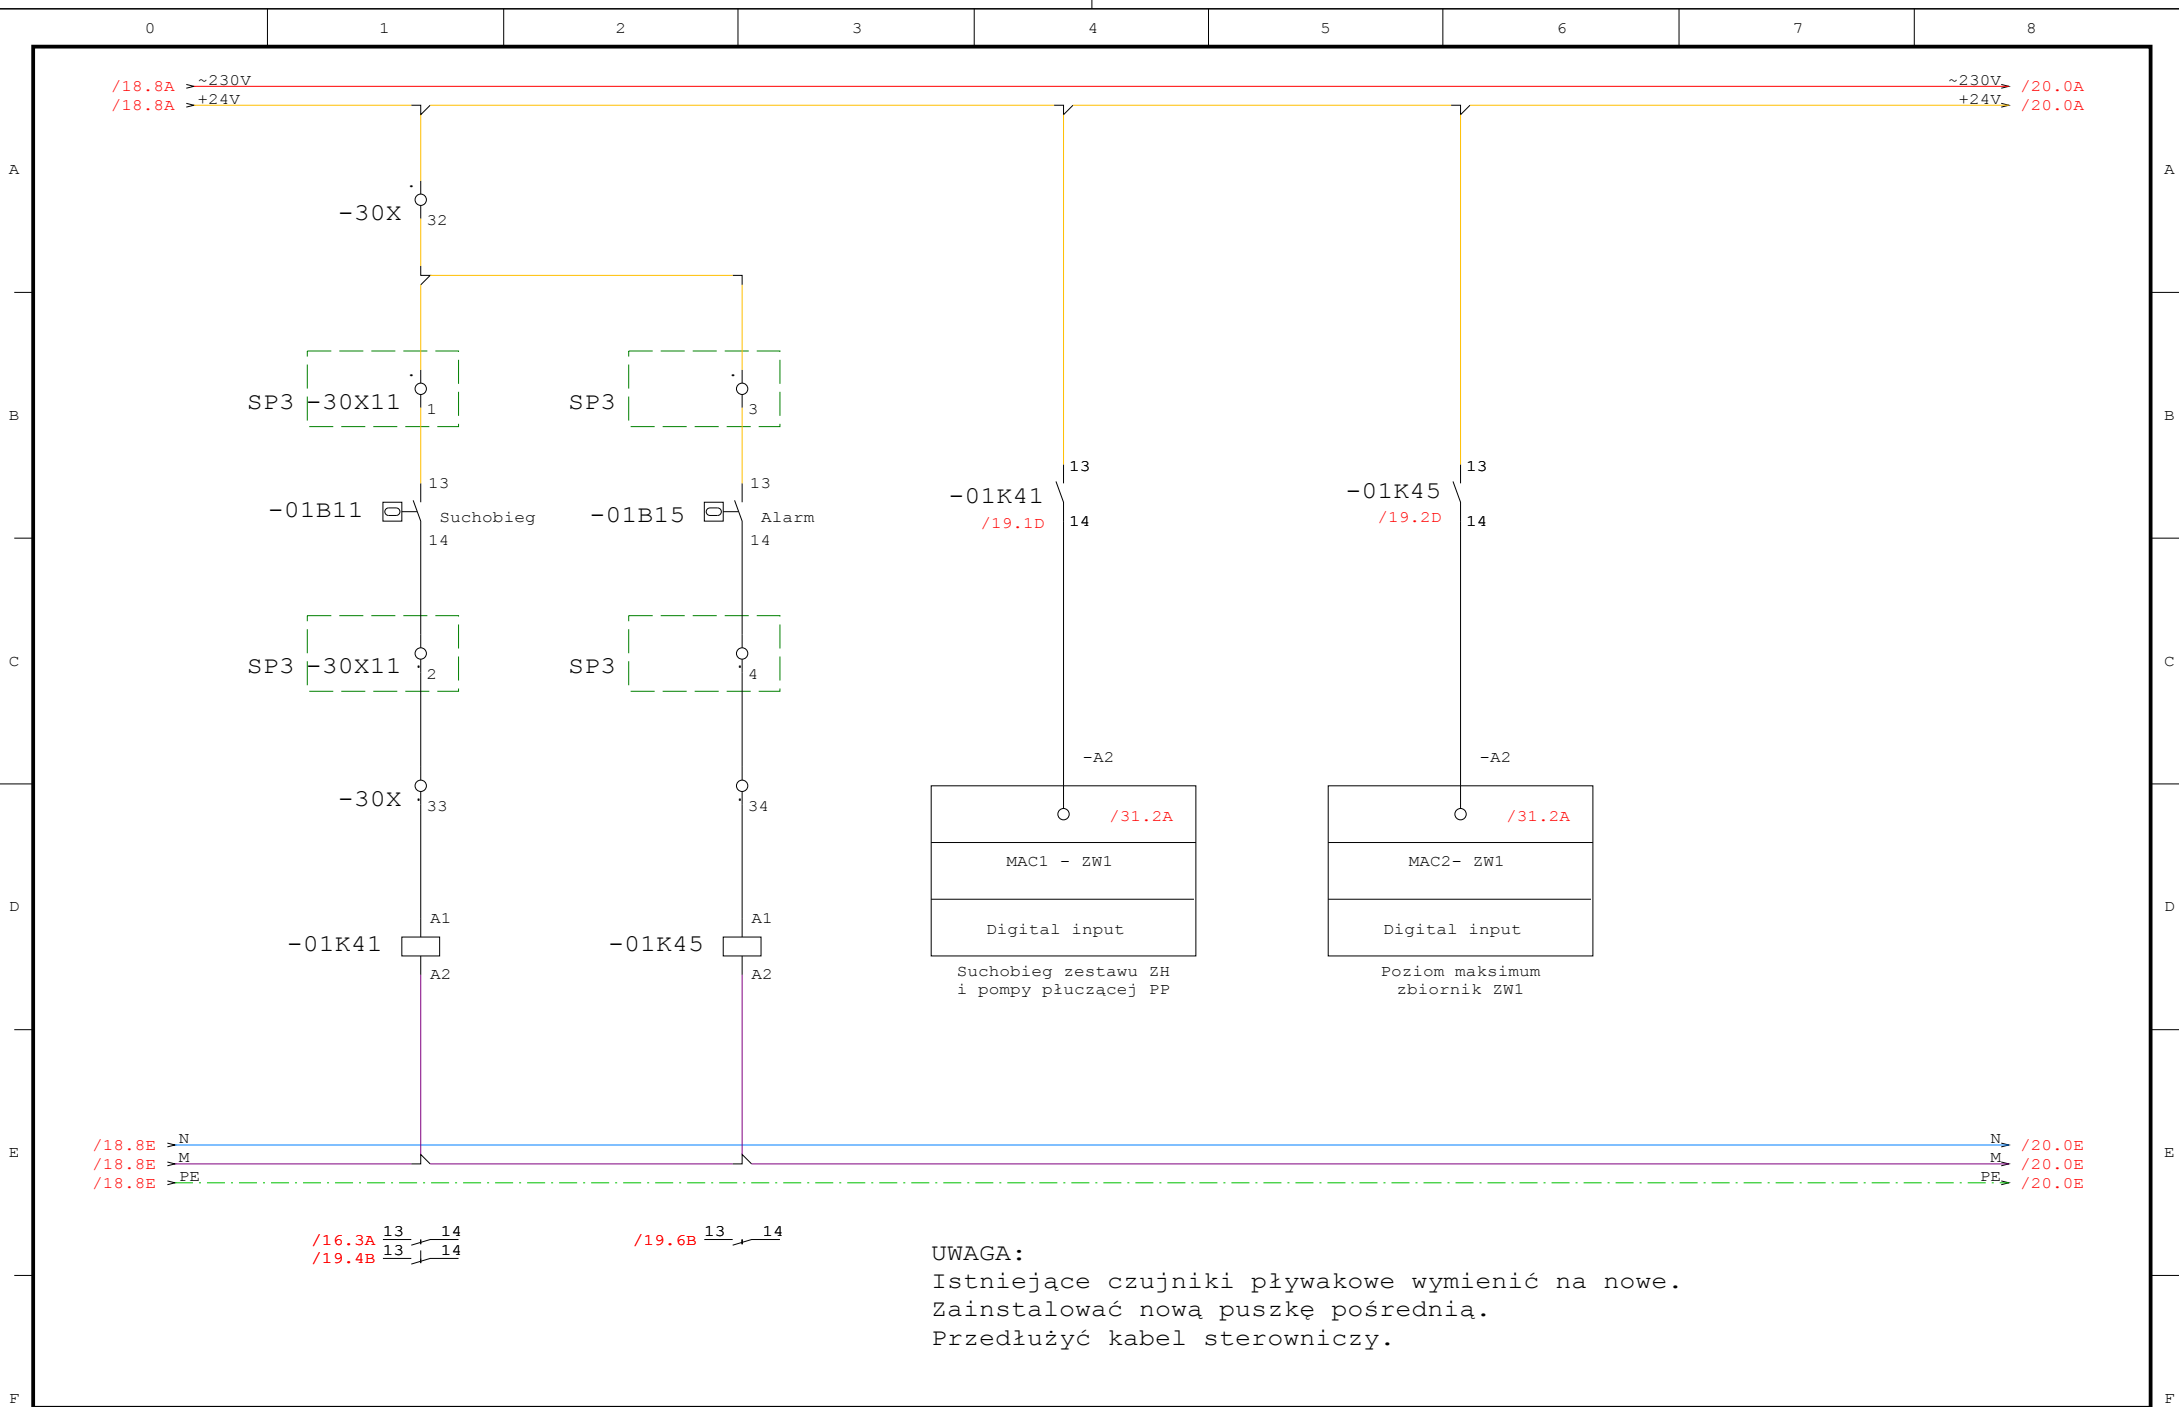 0 1 2 3 4 5 6 7 8
/18.8A ~230V ~230V /20.0A
/18.8A +24V +24V /20.0A
A A
-30X 32
B B
SP3 -30X11 1 SP3 3
13 13 13 13
-01B11 Suchobieg -01B15 Alarm -01K41 -01K45
/19.1D /19.2D
14 14 14 14
C C
SP3 -30X11 2 SP3 4
-A2 -A2
-30X 33 34
/31.2A /31.2A
MAC1 - ZW1 MAC2- ZW1
D D
A1 A1
Digital input Digital input
-01K41 -01K45
A2 A2
Suchobieg zestawu ZH
i pompy płuczącej PP
Poziom maksimum
zbiornik ZW1
E E
/18.8E N N /20.0E
/18.8E M M /20.0E
/18.8E PE PE /20.0E
/16.3A 13 14 /19.6B 13 14
/19.4B 13 14
UWAGA:
Istniejące czujniki pływakowe wymienić na nowe.
Zainstalować nową puszkę pośrednią.
Przedłużyć kabel sterowniczy.
F F